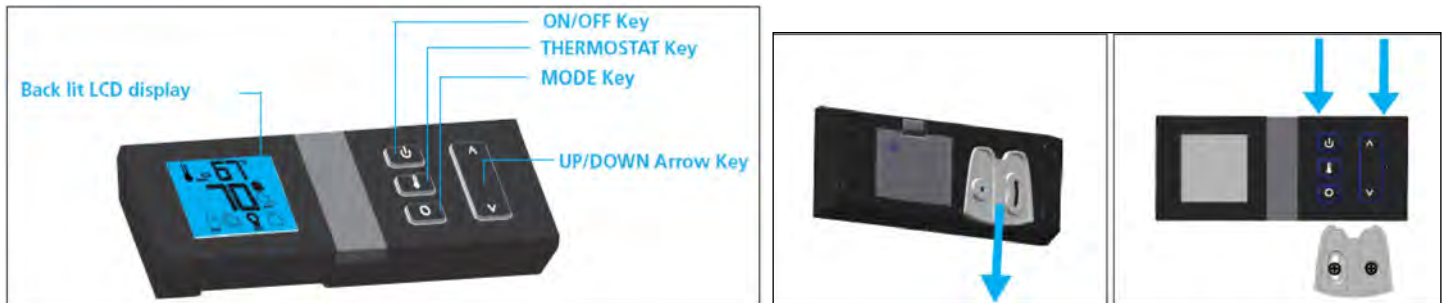 ON/OFF Key
THERMOSTAT Key
MODE Key
Back lit LCD display
UP/DOWN Arrow Key
67°
70